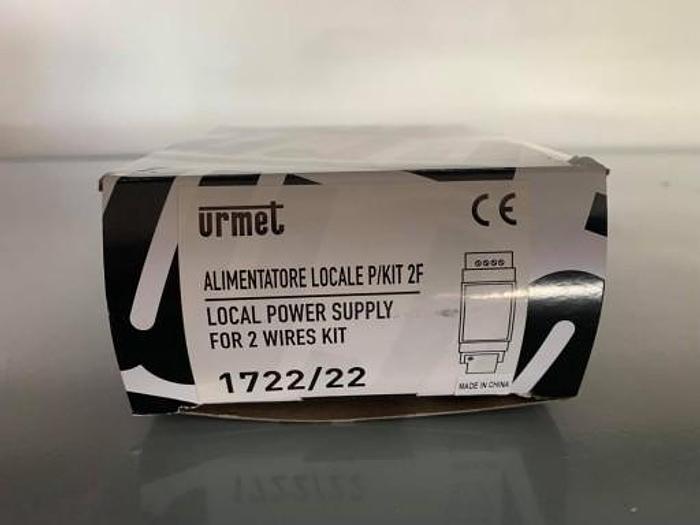 urmet
CE
ALIMENTATORE LOCALE P/KIT 2F
LOCAL POWER SUPPLY
FOR 2 WIRES KIT
1722/22
MADE IN CHINA